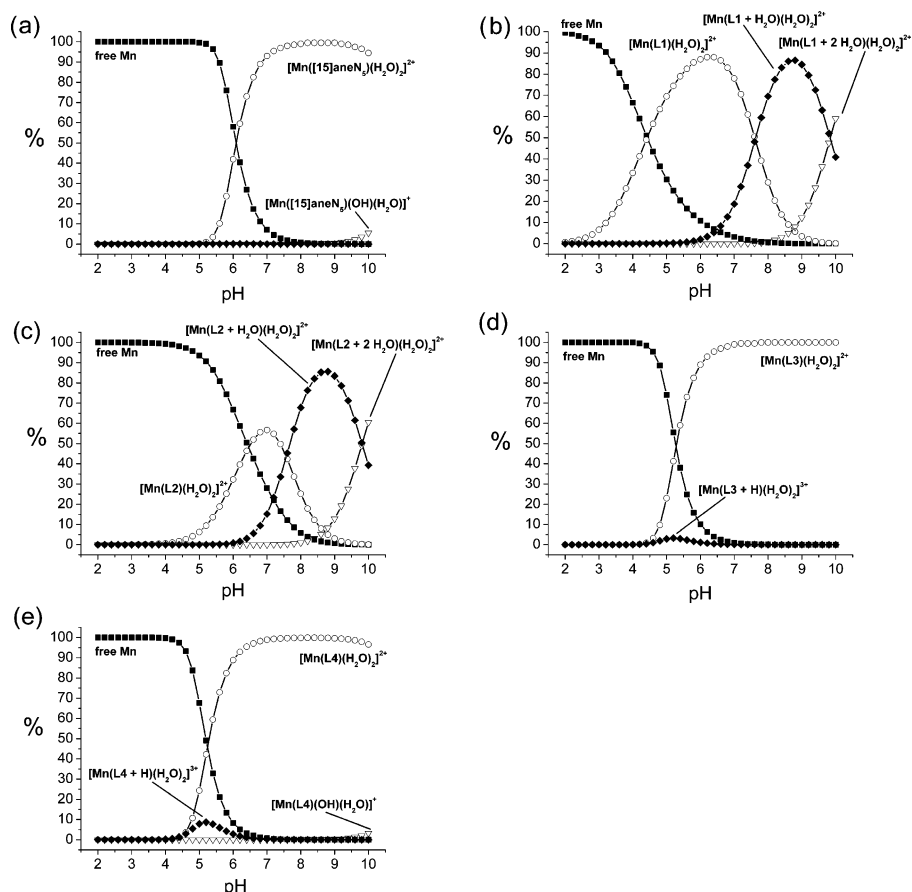 (a)
100
90
80
70
60
50
40
30
20
10
0
%
free Mn
[Mn([15]aneN₅)(H₂O)₂]²⁺
[Mn([15]aneN₅)(OH)(H₂O)]⁺
2 3 4 5 6 7 8 9 10
pH
(b)
100
90
80
70
60
50
40
30
20
10
0
%
free Mn
[Mn(L1)(H₂O)₂]²⁺
[Mn(L1 + H₂O)(H₂O)₂]²⁺
[Mn(L1 + 2 H₂O)(H₂O)₂]²⁺
2 3 4 5 6 7 8 9 10
pH
(c)
100
90
80
70
60
50
40
30
20
10
0
%
free Mn
[Mn(L2)(H₂O)₂]²⁺
[Mn(L2 + H₂O)(H₂O)₂]²⁺
[Mn(L2 + 2 H₂O)(H₂O)₂]²⁺
2 3 4 5 6 7 8 9 10
pH
(d)
100
90
80
70
60
50
40
30
20
10
0
%
free Mn
[Mn(L3)(H₂O)₂]²⁺
[Mn(L3 + H)(H₂O)₂]³⁺
2 3 4 5 6 7 8 9 10
pH
(e)
100
90
80
70
60
50
40
30
20
10
0
%
free Mn
[Mn(L4)(H₂O)₂]²⁺
[Mn(L4 + H)(H₂O)₂]³⁺
[Mn(L4)(OH)(H₂O)]⁺
2 3 4 5 6 7 8 9 10
pH